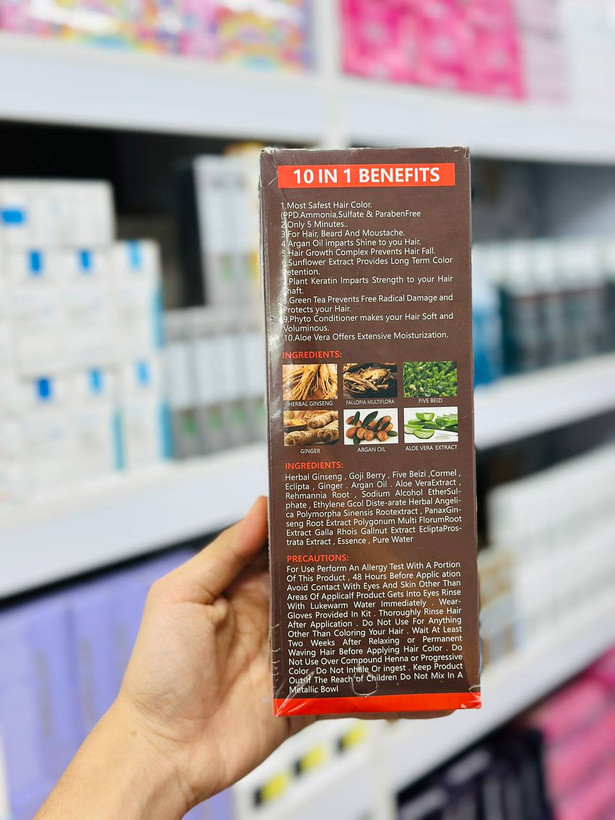 10 IN 1 BENEFITS
1.Most Safest Hair Color.
(PPD.Ammonia,Sulfate & ParabenFree
2.Only 5 Minutes..
3.For Hair, Beard And Moustache.
4.Argan Oil imparts Shine to you Hair.
5.Hair Growth Complex Prevents Hair Fall.
6.Sunflower Extract Provides Long Term Color
Retention.
7.Plant Keratin Imparts Strength to your Hair
Shaft.
8.Green Tea Prevents Free Radical Damage and
Protects your Hair.
9.Phyto Conditioner makes your Hair Soft and
Voluminous.
10.Aloe Vera Offers Extensive Moisturization.
INGREDIENTS:
HERBAL GINSENG
FALLOPIA MULTIFLORA
FIVE BEIZI
GINGER
ARGAN OIL
ALOE VERA EXTRACT
INGREDIENTS:
Herbal Ginseng , Goji Berry , Five Beizi ,Cormel ,
Eclipta , Ginger . Argan Oil . Aloe VeraExtract ,
Rehmannia Root , Sodium Alcohol EtherSul-
phate , Ethylene Gcol Diste-arate Herbal Angeli-
ca Polymorpha Sinensis Rootextract , PanaxGin-
seng Root Extract Polygonum Multi FlorumRoot
Extract Galla Rhois Gallnut Extract EcliptaPros-
trata Extract , Essence , Pure Water
PRECAUTIONS:
For Use Perform An Allergy Test With A Portion
Of This Product , 48 Hours Before Applic ation
Avoid Contact With Eyes And Skin Other Than
Areas Of Applicalf Product Gets Into Eyes Rinse
With Lukewarm Water Immediately . Wear-
Gloves Provided In Kit . Thoroughly Rinse Hair
After Application . Do Not Use For Anything
Other Than Coloring Your Hair . Wait At Least
Two Weeks After Relaxing or Permanent
Waving Hair Before Applying Hair Color . Do
Not Use Over Compound Henna or Progressive
Color . Do Not Inhale Or ingest . Keep Product
Out If The Reach of Children Do Not Mix In A
Metallic Bowl